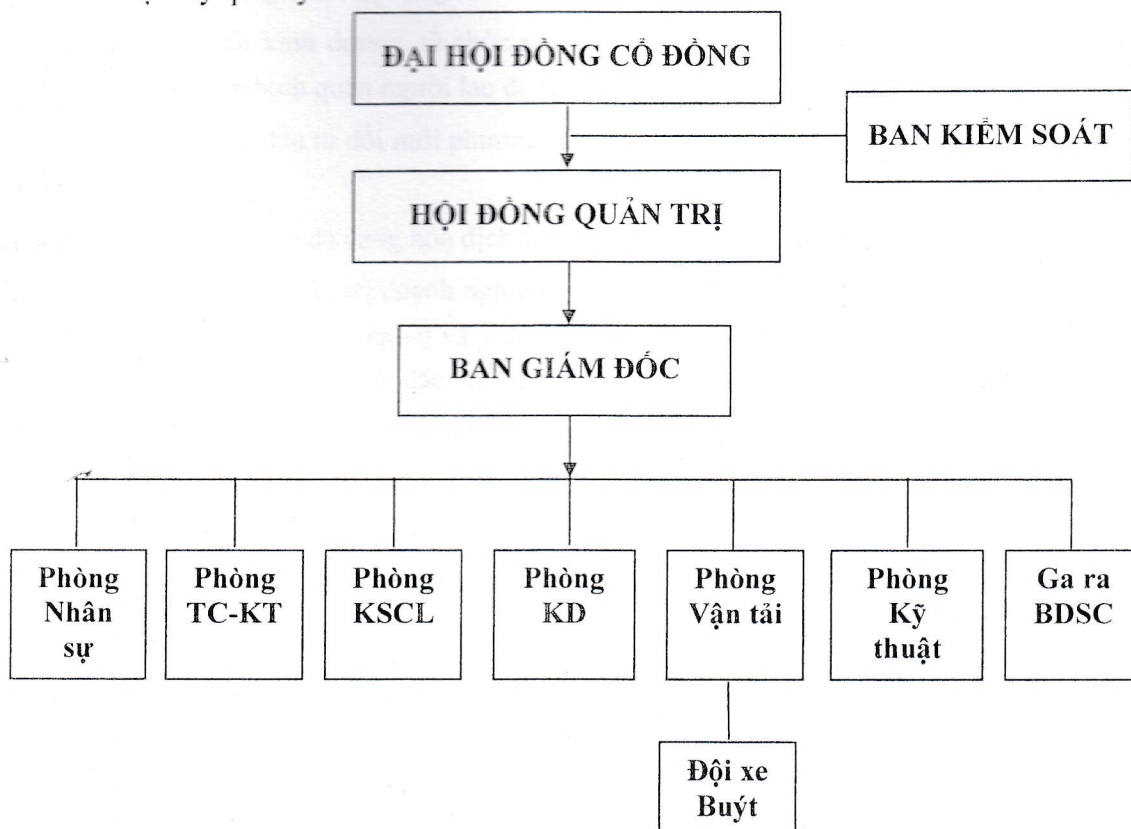 ĐẠI HỘI ĐỒNG CỔ ĐỒNG
BAN KIỂM SOÁT
HỘI ĐỒNG QUẢN TRỊ
BAN GIÁM ĐỐC
Phòng
Nhân
sự
Phòng
TC-KT
Phòng
KSCL
Phòng
KD
Phòng
Vận tải
Phòng
Kỹ
thuật
Ga ra
BDSC
Đội xe
Buýt